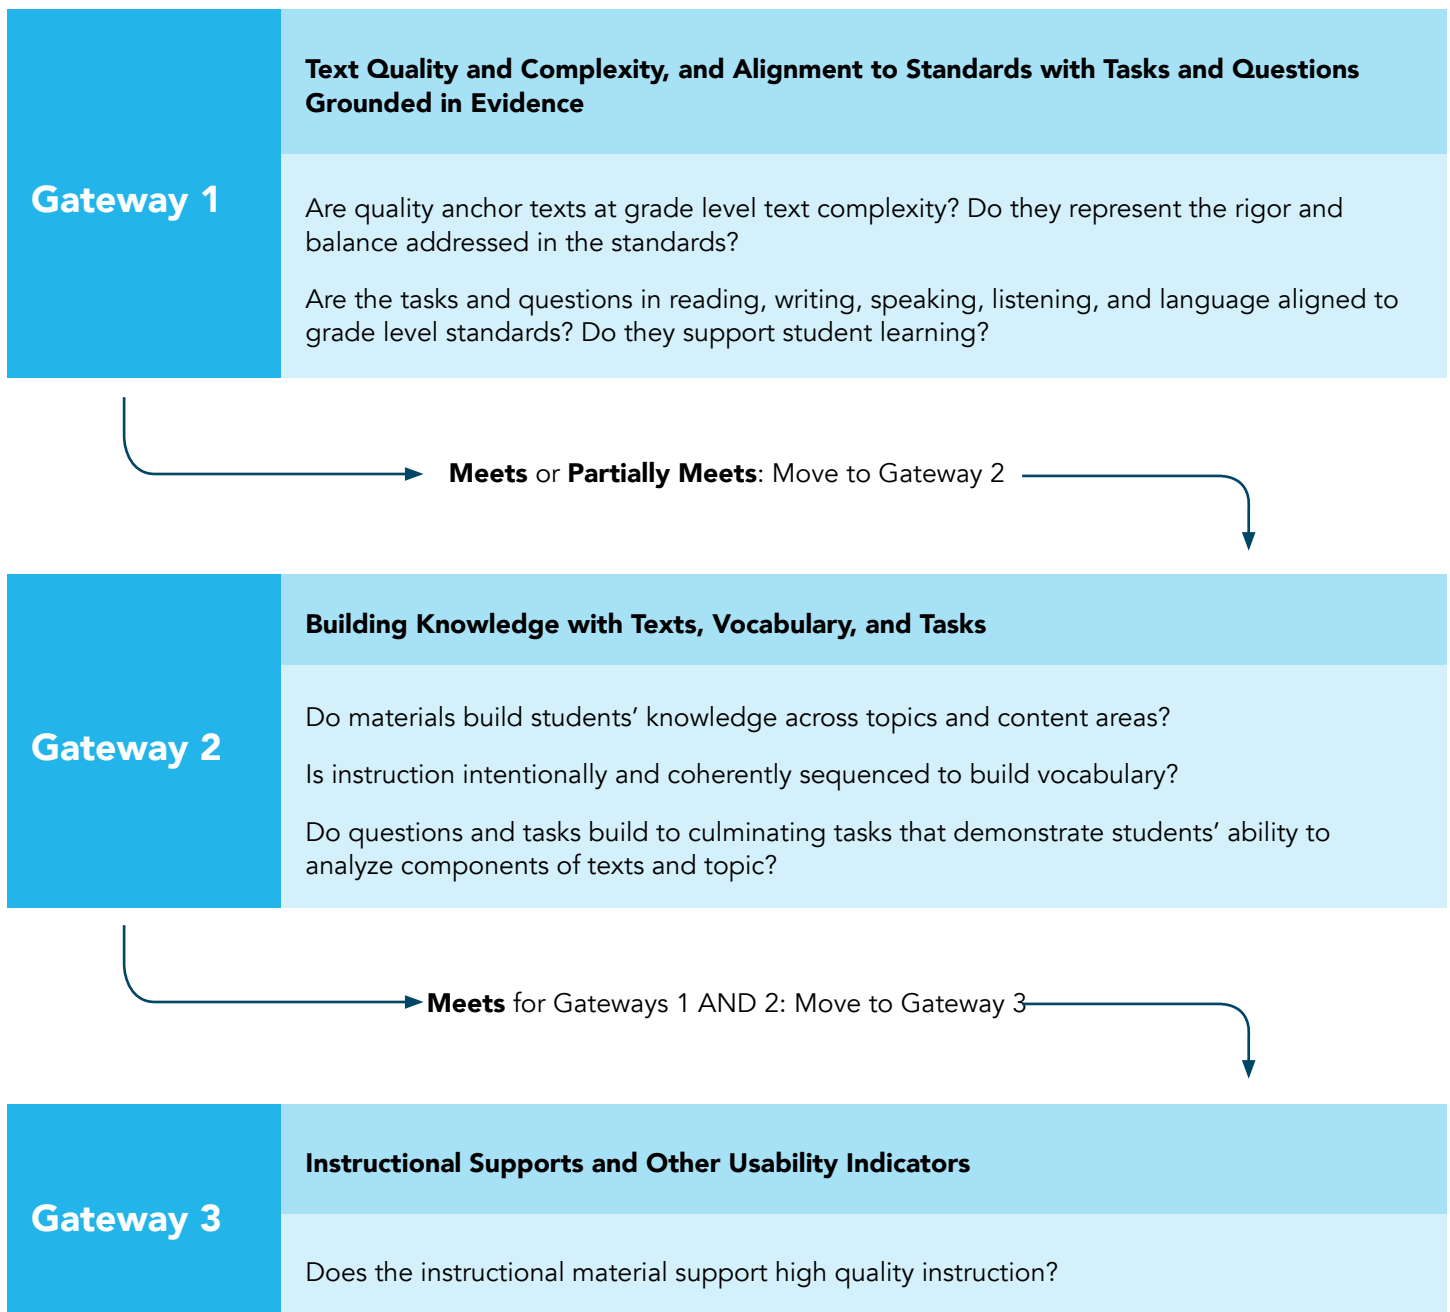 Gateway 1
Text Quality and Complexity, and Alignment to Standards with Tasks and Questions
Grounded in Evidence
Are quality anchor texts at grade level text complexity? Do they represent the rigor and
balance addressed in the standards?
Are the tasks and questions in reading, writing, speaking, listening, and language aligned to
grade level standards? Do they support student learning?
Meets or Partially Meets: Move to Gateway 2
Gateway 2
Building Knowledge with Texts, Vocabulary, and Tasks
Do materials build students’ knowledge across topics and content areas?
Is instruction intentionally and coherently sequenced to build vocabulary?
Do questions and tasks build to culminating tasks that demonstrate students’ ability to
analyze components of texts and topic?
Meets for Gateways 1 AND 2: Move to Gateway 3
Gateway 3
Instructional Supports and Other Usability Indicators
Does the instructional material support high quality instruction?